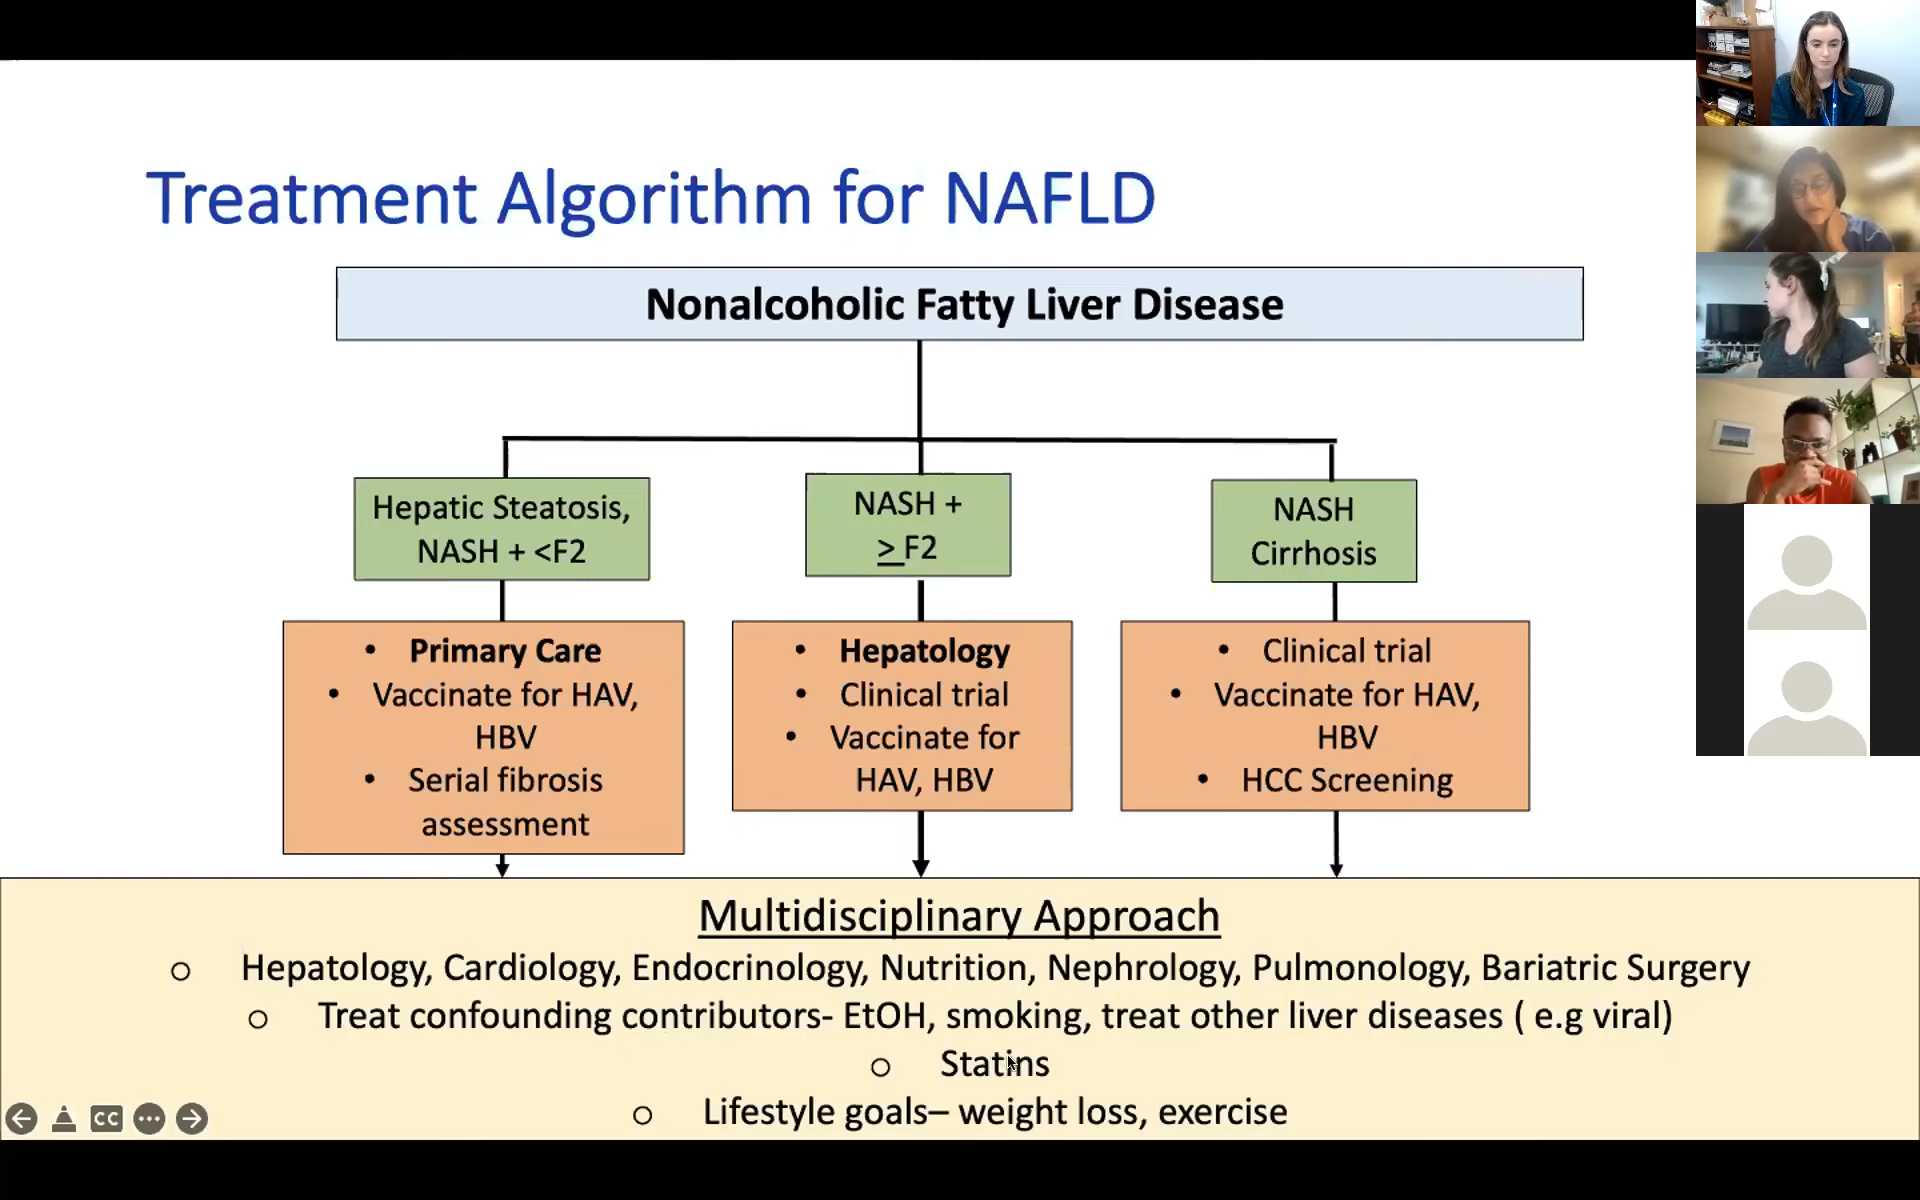 Treatment Algorithm for NAFLD
Nonalcoholic Fatty Liver Disease
Hepatic Steatosis,
NASH + <F2
NASH +
> F2
NASH
Cirrhosis
• Primary Care
• Vaccinate for HAV,
HBV
• Serial fibrosis
assessment
• Hepatology
• Clinical trial
• Vaccinate for
HAV, HBV
• Clinical trial
• Vaccinate for HAV,
HBV
• HCC Screening
Multidisciplinary Approach
o Hepatology, Cardiology, Endocrinology, Nutrition, Nephrology, Pulmonology, Bariatric Surgery
o Treat confounding contributors- EtOH, smoking, treat other liver diseases ( e.g viral)
o Statins
o Lifestyle goals– weight loss, exercise
CC